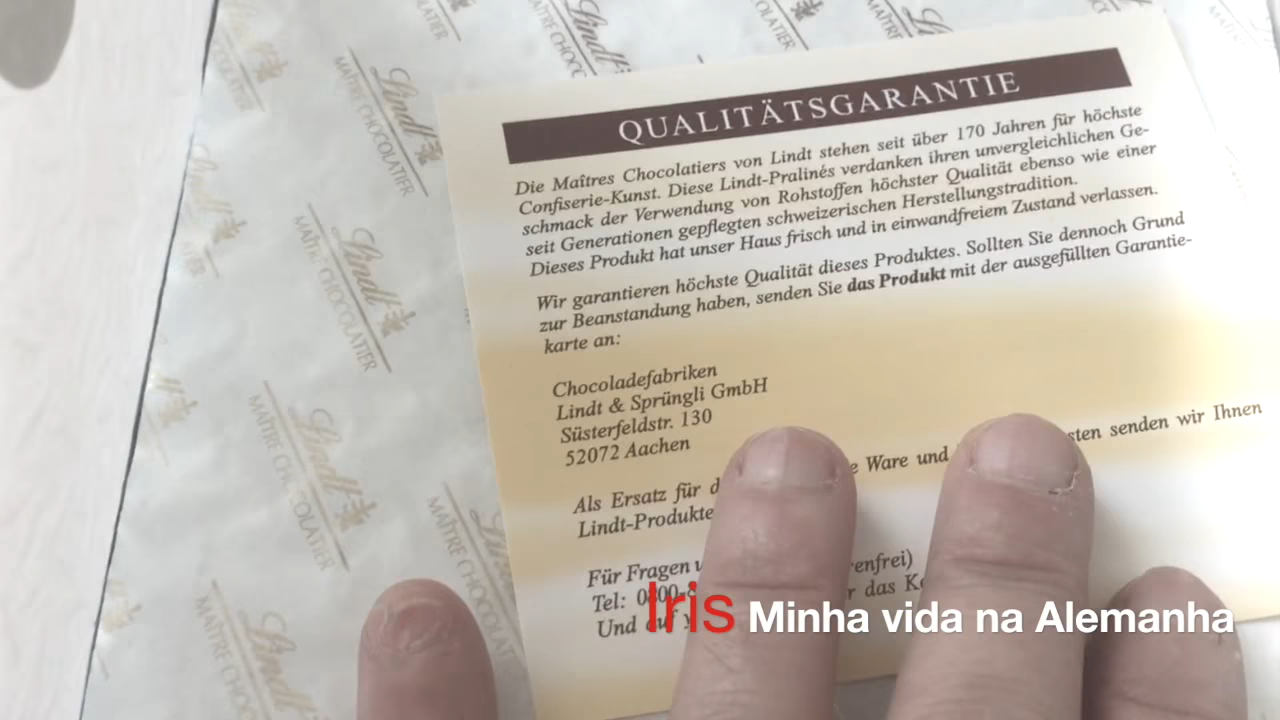 Lindt
MAÎTRE CHOCOLATIER
QUALITÄTSGARANTIE
Die Maîtres Chocolatiers von Lindt stehen seit über 170 Jahren für höchste
Confiserie-Kunst. Diese Lindt-Pralinés verdanken ihren unvergleichlichen Ge-
schmack der Verwendung von Rohstoffen höchster Qualität ebenso wie einer
seit Generationen gepflegten schweizerischen Herstellungstradition.
Dieses Produkt hat unser Haus frisch und in einwandfreiem Zustand verlassen.
Wir garantieren höchste Qualität dieses Produktes. Sollten Sie dennoch Grund
zur Beanstandung haben, senden Sie das Produkt mit der ausgefüllten Garantie-
karte an:
Chocoladefabriken
Lindt & Sprüngli GmbH
Süsterfeldstr. 130
52072 Aachen
Als Ersatz für Ware und senden wir Ihnen
Lindt-Produkte
Für Fragen
Tel: das
Und auf
Iris Minha vida na Alemanha